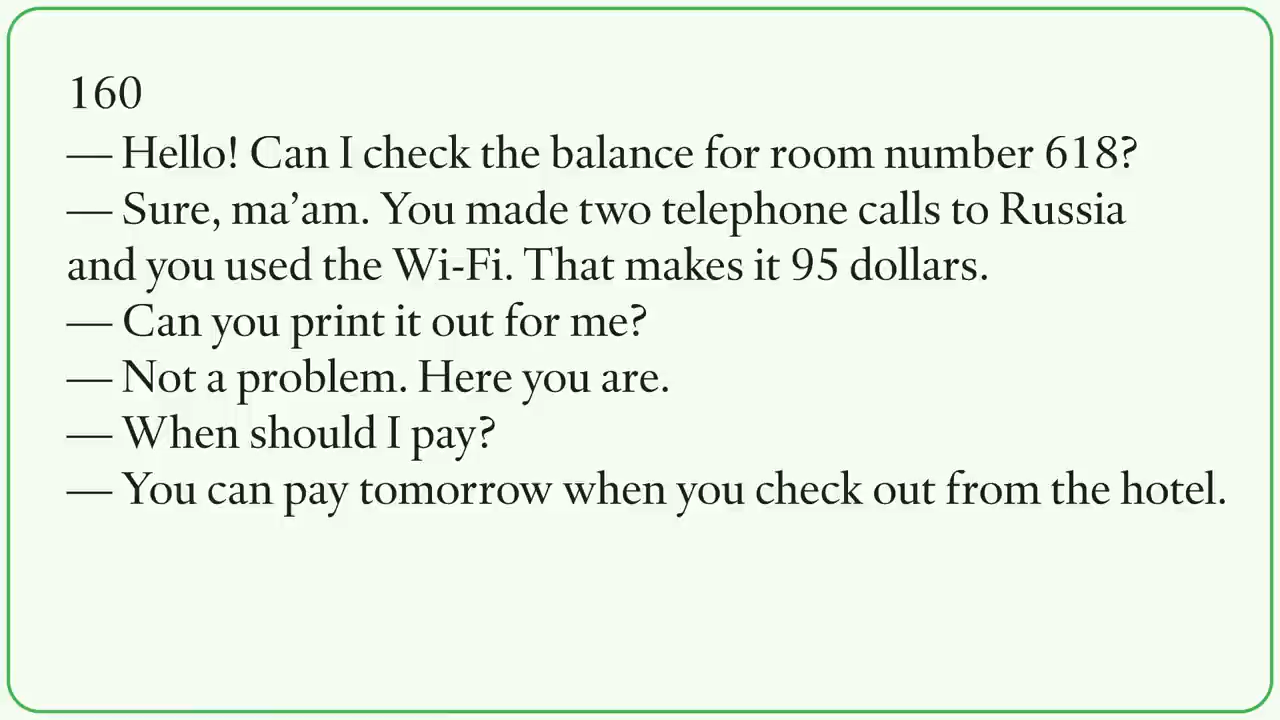 160
— Hello! Can I check the balance for room number 618?
— Sure, ma’am. You made two telephone calls to Russia
and you used the Wi-Fi. That makes it 95 dollars.
— Can you print it out for me?
— Not a problem. Here you are.
— When should I pay?
— You can pay tomorrow when you check out from the hotel.